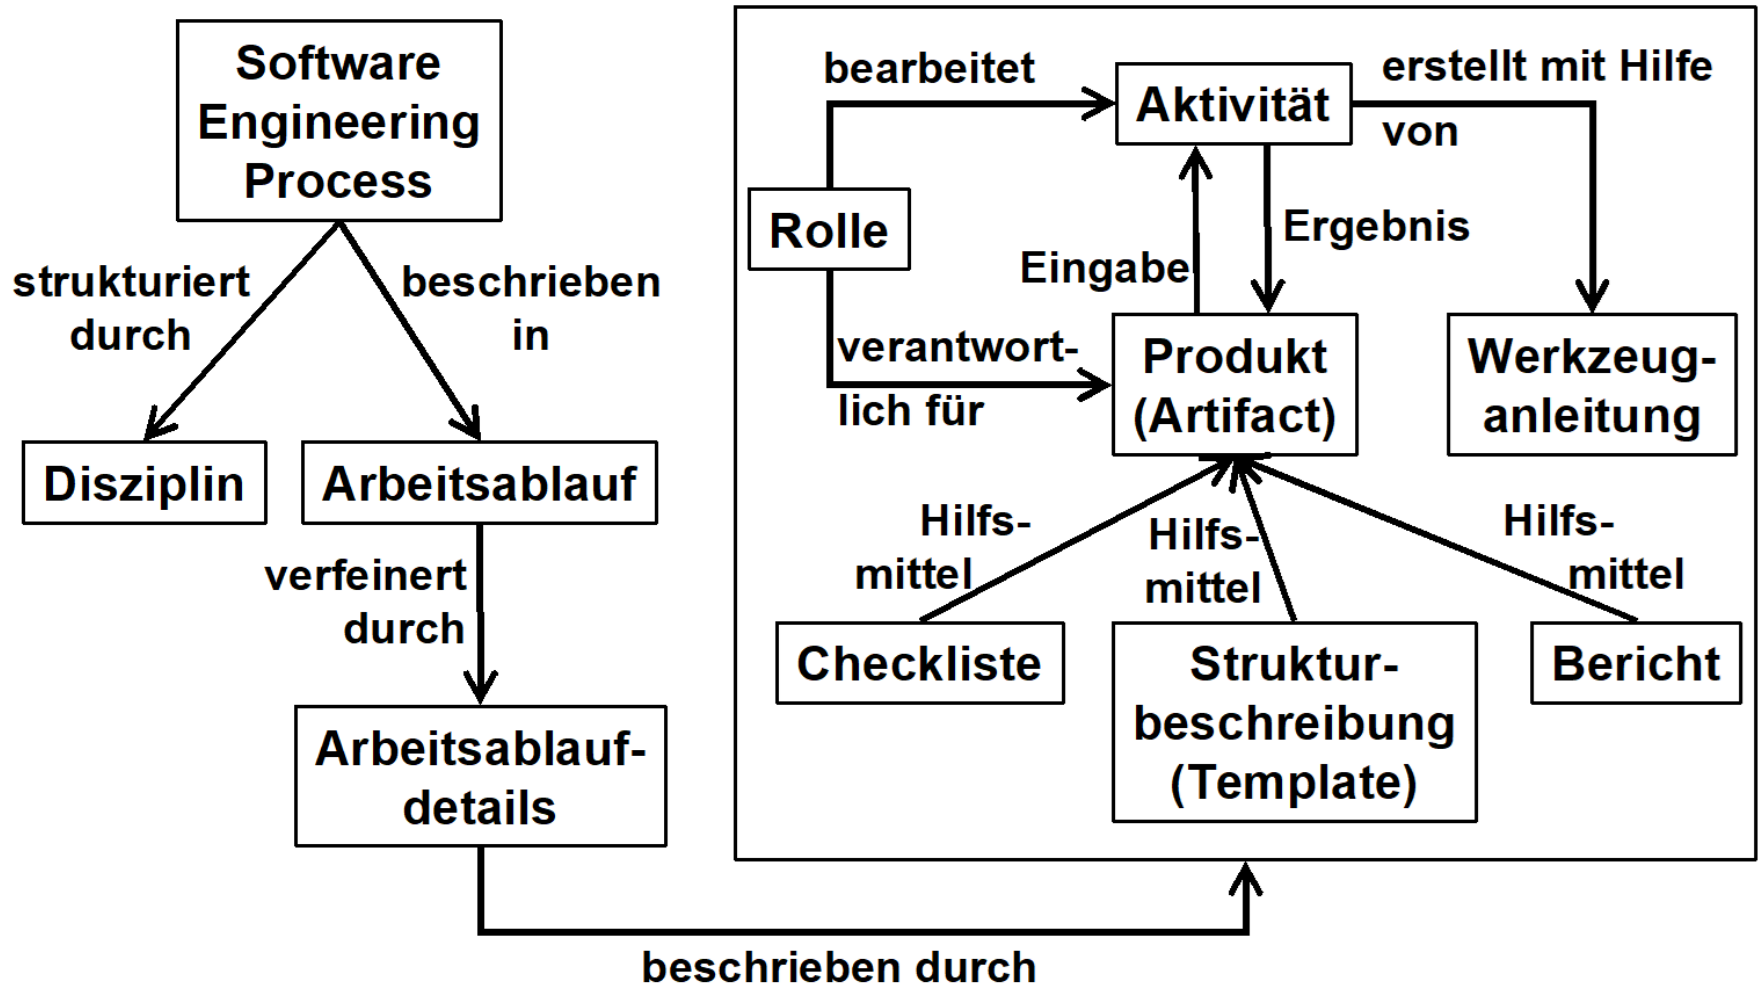 Software
Engineering
Process
strukturiert
durch
beschrieben
in
Disziplin
Arbeitsablauf
verfeinert
durch
Arbeitsablauf-
details
beschrieben durch
bearbeitet
Aktivität
erstellt mit Hilfe
von
Rolle
Eingabe
Ergebnis
verantwort-
lich für
Produkt
(Artifact)
Werkzeug-
anleitung
Hilfs-
mittel
Hilfs-
mittel
Hilfs-
mittel
Checkliste
Struktur-
beschreibung
(Template)
Bericht